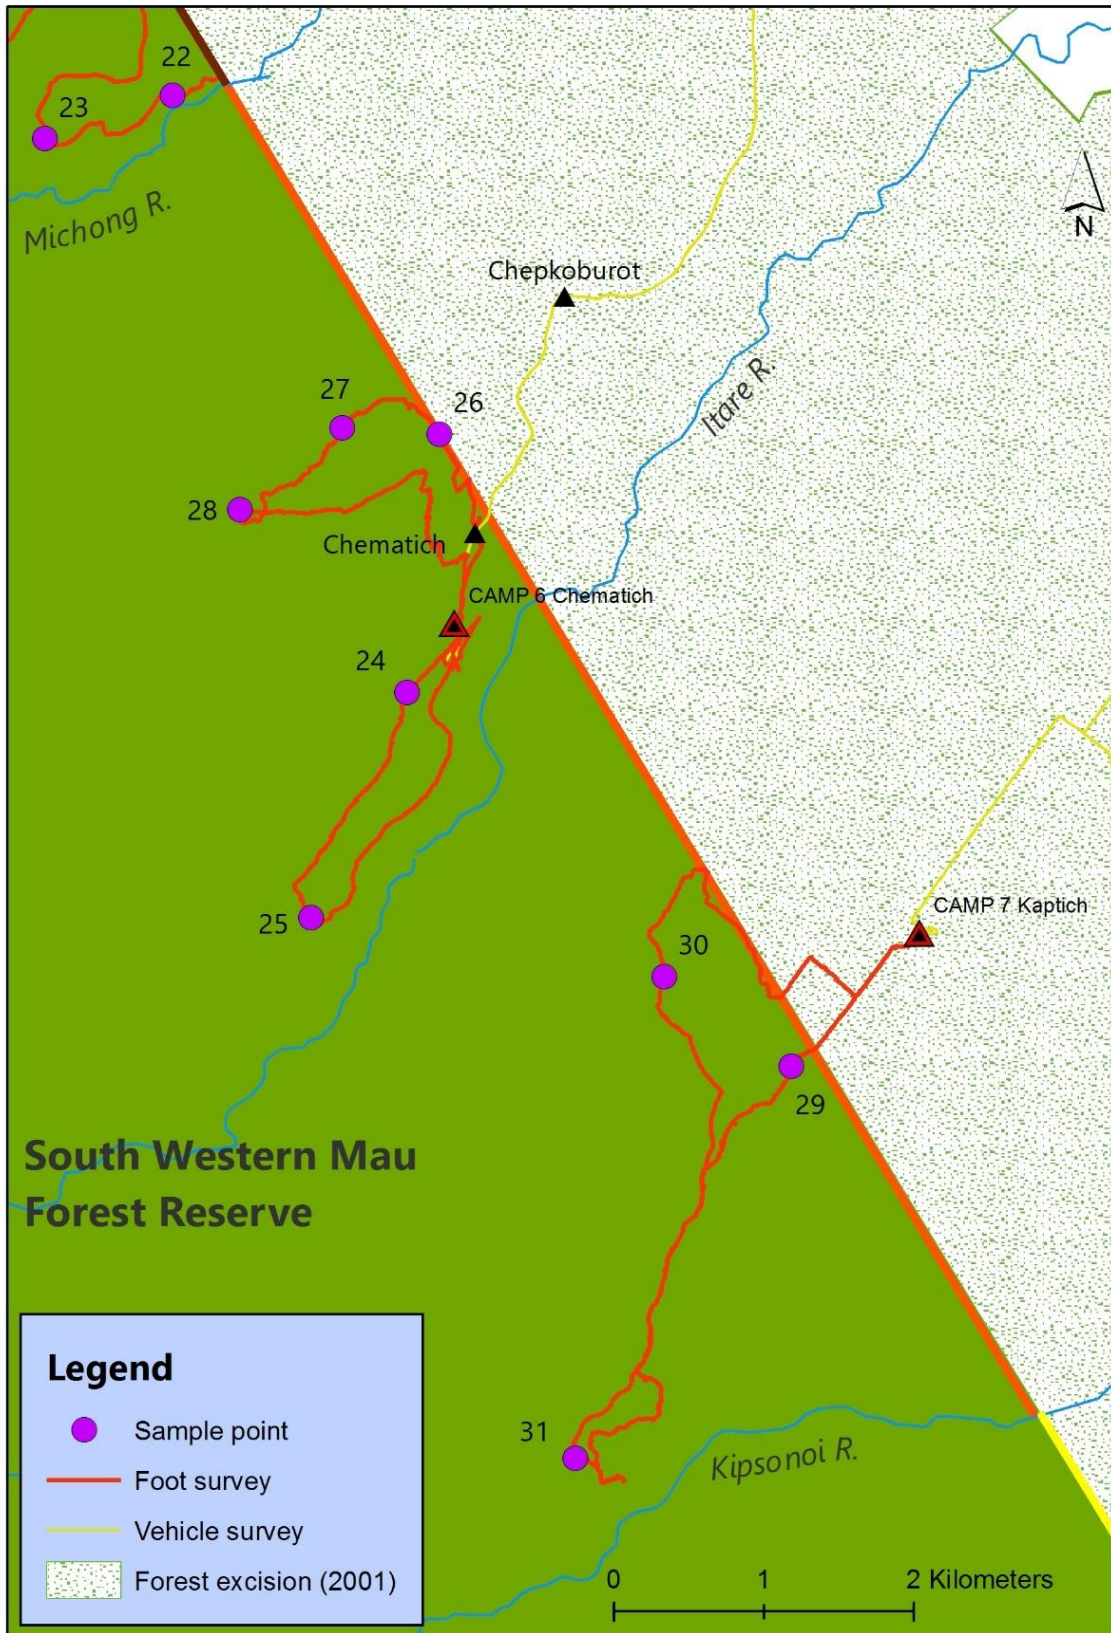 22
23
Michong R.
N
Chepkoburot
Itare R.
27
26
28
Chematich
CAMP 6 Chematich
24
25
CAMP 7 Kaptich
30
29
South Western Mau
Forest Reserve
31
Kipsonoi R.
Legend
Sample point
Foot survey
Vehicle survey
Forest excision (2001)
0 1 2 Kilometers